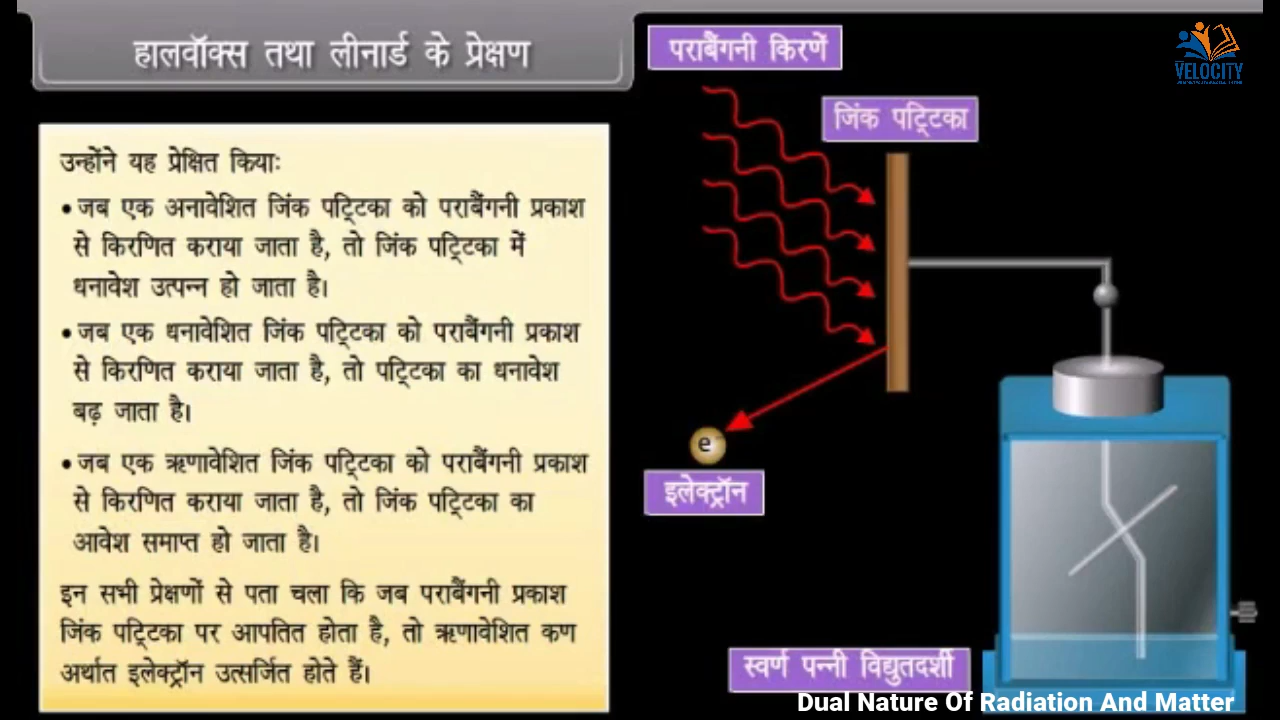 हालवॉक्स तथा लीनार्ड के प्रेक्षण
पराबैंगनी किरणें
VELOCITY
जिंक पट्टिका
उन्होंने यह प्रेक्षित कियाः
• जब एक अनावेशित जिंक पट्टिका को पराबैंगनी प्रकाश
से किरणित कराया जाता है, तो जिंक पट्टिका में
धनावेश उत्पन्न हो जाता है।
• जब एक धनावेशित जिंक पट्टिका को पराबैंगनी प्रकाश
से किरणित कराया जाता है, तो पट्टिका का धनावेश
बढ़ जाता है।
• जब एक ऋणावेशित जिंक पट्टिका को पराबैंगनी प्रकाश
से किरणित कराया जाता है, तो जिंक पट्टिका का
आवेश समाप्त हो जाता है।
इन सभी प्रेक्षणों से पता चला कि जब पराबैंगनी प्रकाश
जिंक पट्टिका पर आपतित होता है, तो ऋणावेशित कण
अर्थात इलेक्ट्रॉन उत्सर्जित होते हैं।
e⁻
इलेक्ट्रॉन
स्वर्ण पन्नी विद्युतदर्शी
Dual Nature Of Radiation And Matter